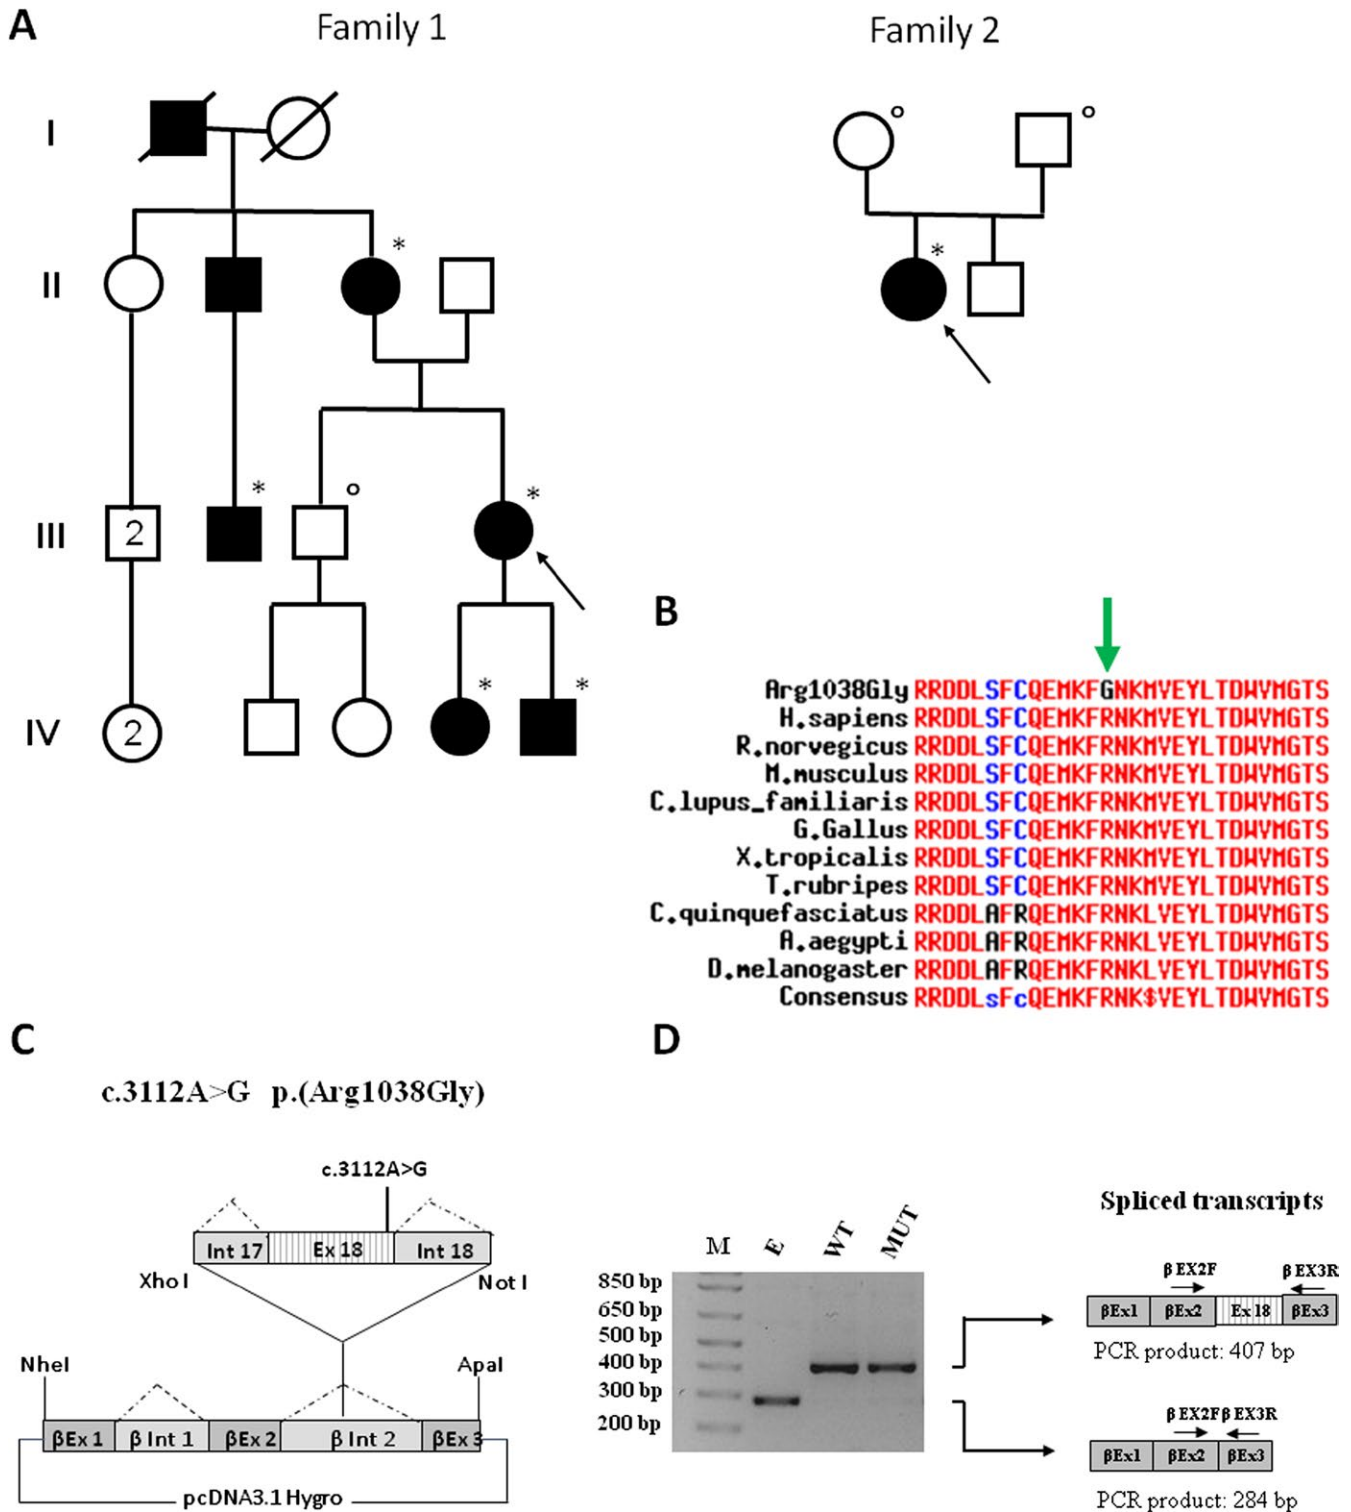 A
Family 1
Family 2
I
II
III
IV
*
*
*
*
*
o
2
2
o
o
*
B
Arg1038Gly RRDDLSFCQEMKFGNKMVEYLTDWVMGTS
H.sapiens RRDDLSFCQEMKFRNKMVEYLTDWVMGTS
R.norvegicus RRDDLSFCQEMKFRNKMVEYLTDWVMGTS
M.musculus RRDDLSFCQEMKFRNKMVEYLTDWVMGTS
C.lupus_familiaris RRDDLSFCQEMKFRNKMVEYLTDWVMGTS
G.Gallus RRDDLSFCQEMKFRNKMVEYLTDWVMGTS
X.tropicalis RRDDLSFCQEMKFRNKMVEYLTDWVMGTS
T.rubripes RRDDLSFCQEMKFRNKMVEYLTDWVMGTS
C.quinquefasciatus RRDDLAFRQEMKFRNKLVEYLTDWVMGTS
A.aegypti RRDDLAFRQEMKFRNKLVEYLTDWVMGTS
D.melanogaster RRDDLAFRQEMKFRNKLVEYLTDWVMGTS
Consensus RRDDLsFcQEMKFRNK$VEYLTDWVMGTS
C
c.3112A>G p.(Arg1038Gly)
c.3112A>G
Int 17 Ex 18 Int 18
Xho I Not I
NheI ApaI
βEx 1 β Int 1 βEx 2 β Int 2 βEx 3
pcDNA3.1 Hygro
D
M E WT MUT
850 bp
650 bp
500 bp
400 bp
300 bp
200 bp
Spliced transcripts
β EX2F β EX3R
βEx1 βEx2 Ex 18 βEx3
PCR product: 407 bp
β EX2F β EX3R
βEx1 βEx2 βEx3
PCR product: 284 bp